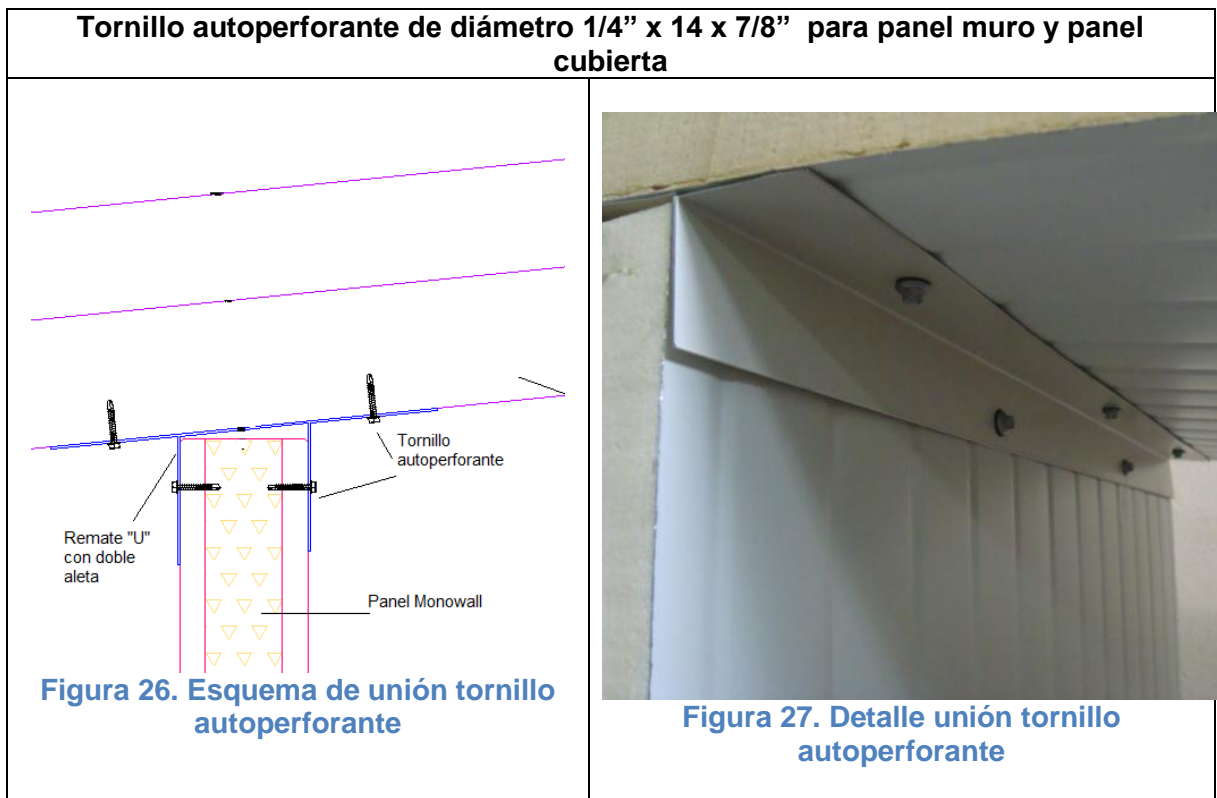 Tornillo autoperforante de diámetro 1/4” x 14 x 7/8” para panel muro y panel
cubierta
Tornillo
autoperforante
Remate "U"
con doble
aleta
Panel Monowall
Figura 26. Esquema de unión tornillo
autoperforante
Figura 27. Detalle unión tornillo
autoperforante